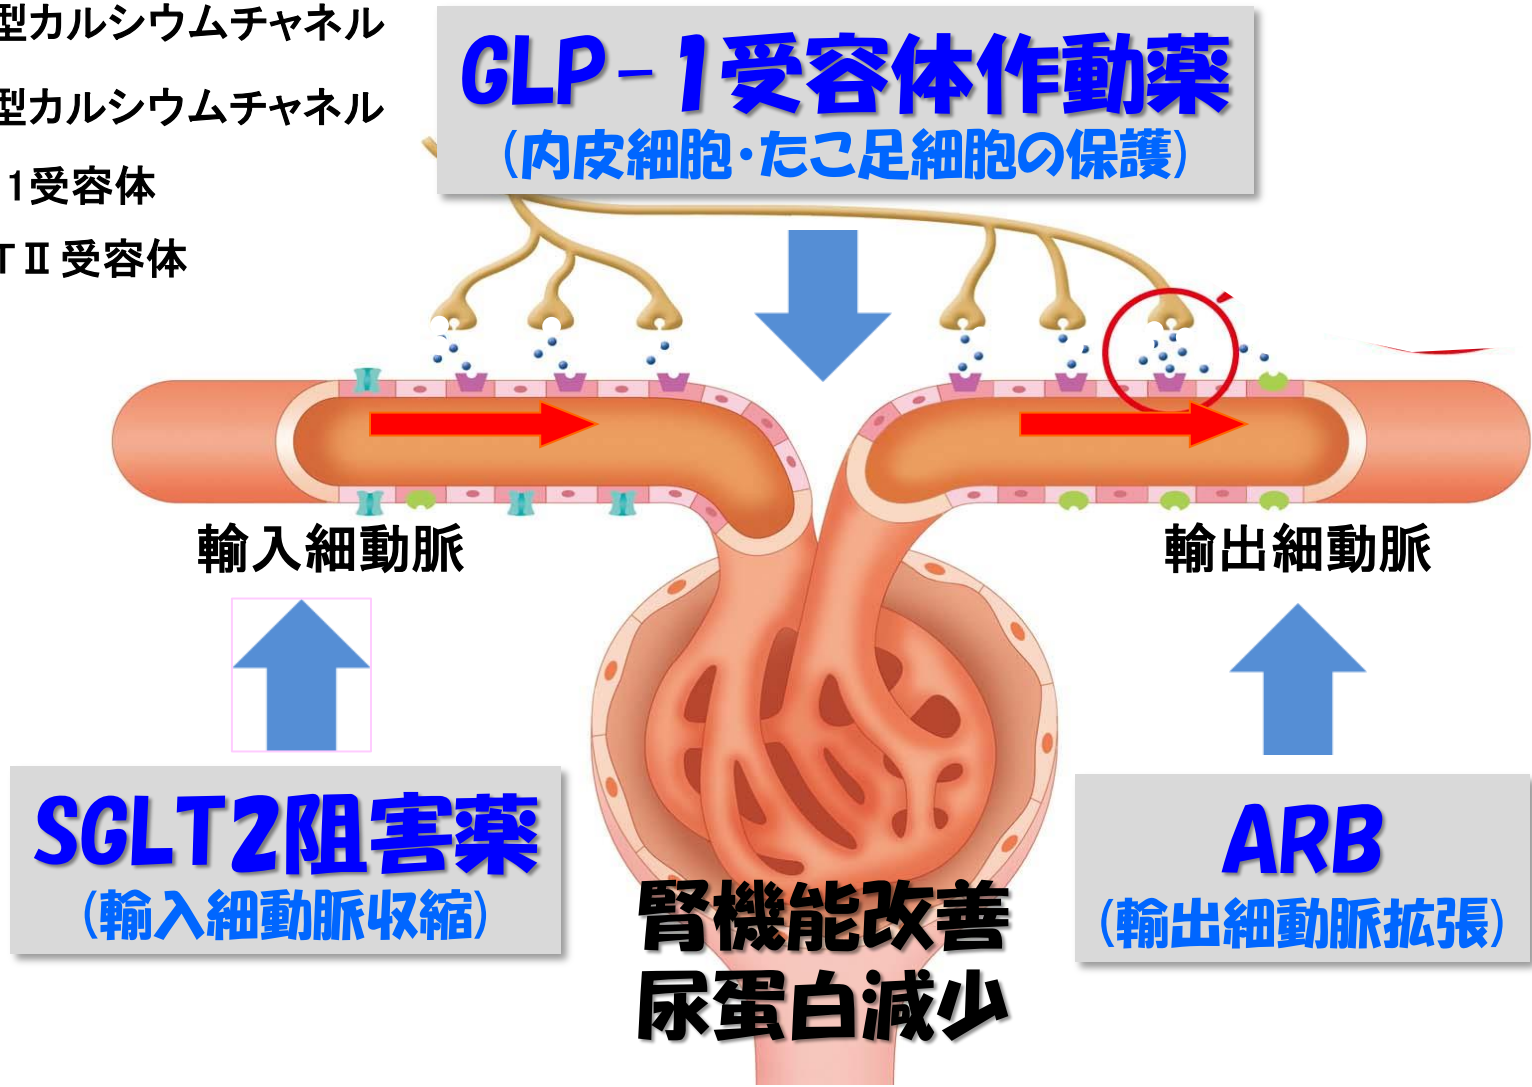 型カルシウムチャネル
型カルシウムチャネル
1受容体
TⅡ受容体
GLP-1受容体作動薬
(内皮細胞・たこ足細胞の保護)
輸入細動脈
輸出細動脈
SGLT2阻害薬
(輸入細動脈収縮)
ARB
(輸出細動脈拡張)
腎機能改善
尿蛋白減少